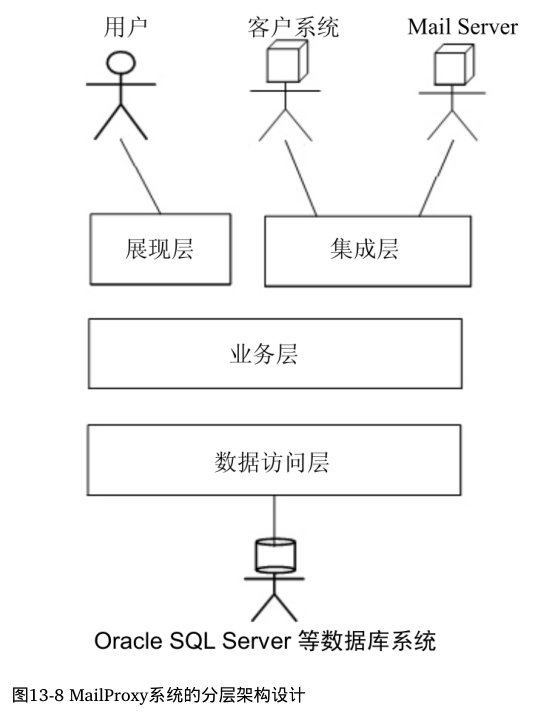 用户 客户系统 Mail Server
展现层 集成层
业务层
数据访问层
Oracle SQL Server 等数据库系统
图13-8 MailProxy系统的分层架构设计